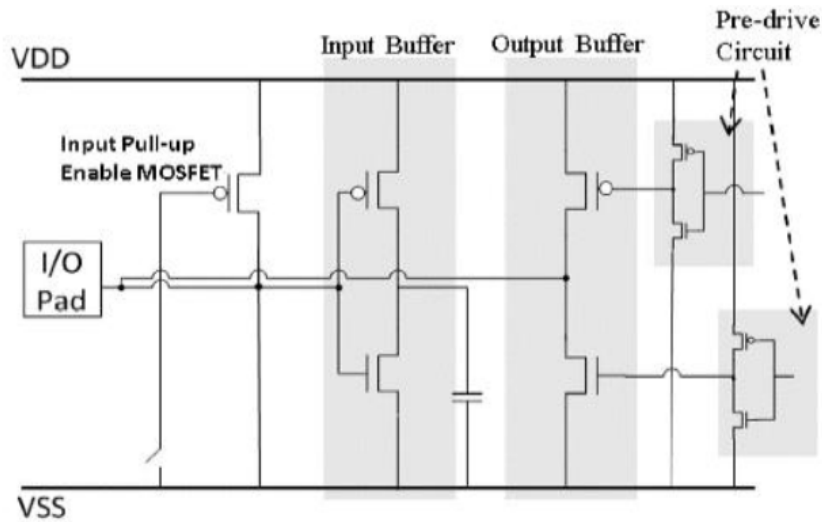 Pre-drive
Circuit
Input Buffer
Output Buffer
VDD
Input Pull-up
Enable MOSFET
I/O
Pad
VSS